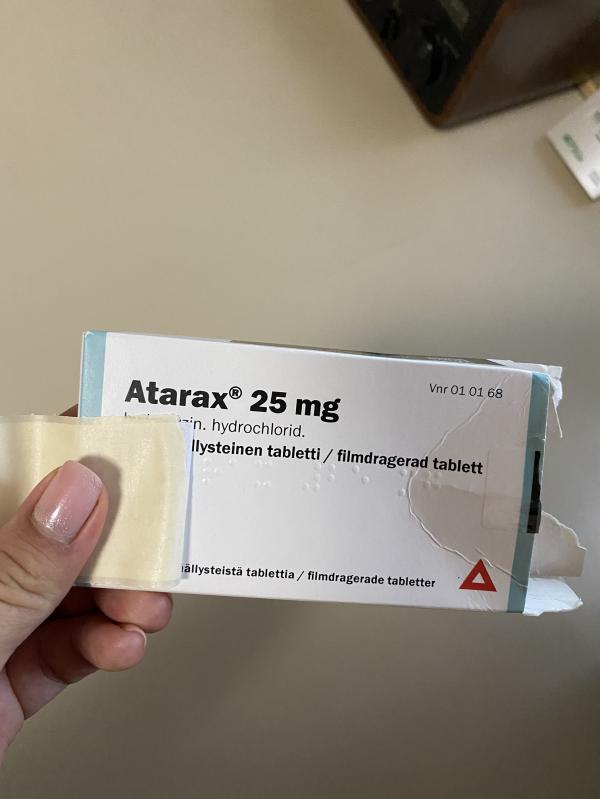 Atarax® 25 mg
Vnr 01 01 68
hydrochlorid.
tabletti / filmdragerad tablett
tablettia / filmdragerade tabletter